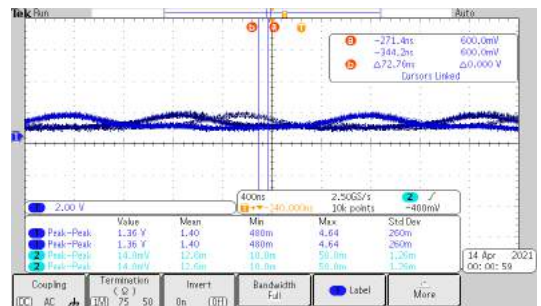 Tek Run Auto
b a T
a -271.4ns 600.0mV
-344.2ns 600.0mV
b Δ72.76ns Δ0.000 V
Cursors Linked
1
400ns 2.50GS/s 2
1 2.00 V -240.000ns 10k points -400mV
Value Mean Min Max Std Dev
1 Peak-Peak 1.36 V 1.40 480m 4.64 260m
1 Peak-Peak 1.36 V 1.40 480m 4.64 260m
2 Peak-Peak 14.0mV 12.6m 10.0m 50.0m 1.26m
2 Peak-Peak 14.0mV 12.6m 10.0m 50.0m 1.26m
14 Apr 2021
00:00:59
Coupling Termination Invert Bandwidth 1 Label More
(Ω) Full
DC AC 1MΩ 75 50 On Off